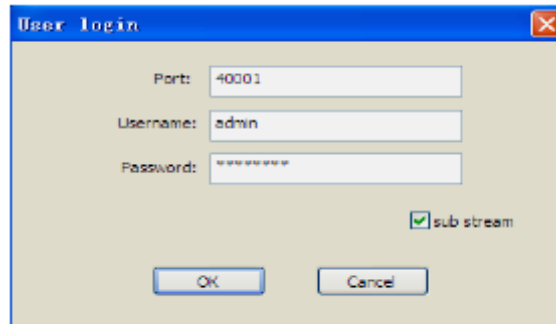 User login
Port: 40001
Username: admin
Password: ********
sub stream
OK Cancel